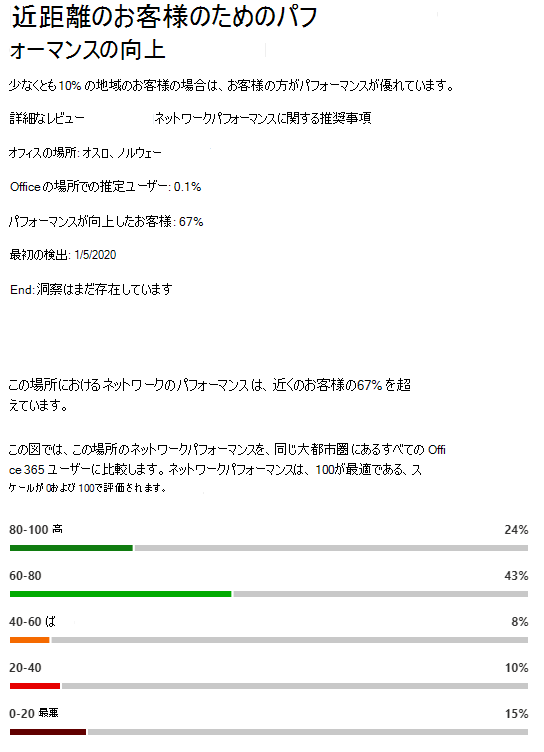 近距離のお客様のためのパフ
ォーマンスの向上
少なくとも10% の地域のお客様の場合は、お客様の方がパフォーマンスが優れています。
詳細なレビュー ネットワークパフォーマンスに関する推奨事項
オフィスの場所: オスロ、ノルウェー
Office の場所での推定ユーザー: 0.1%
パフォーマンスが向上したお客様: 67%
最初の検出: 1/5/2020
End: 洞察はまだ存在しています
この場所におけるネットワークのパフォーマンスは、近くのお客様の67% を超
えています。
この図では、この場所のネットワークパフォーマンスを、同じ大都市圏にあるすべての Offi
ce 365 ユーザーに比較します。ネットワークパフォーマンスは、100が最適である、ス
ケールが 0および 100で評価されます。
80-100 高 24%
60-80 43%
40-60 ば 8%
20-40 10%
0-20 最悪 15%